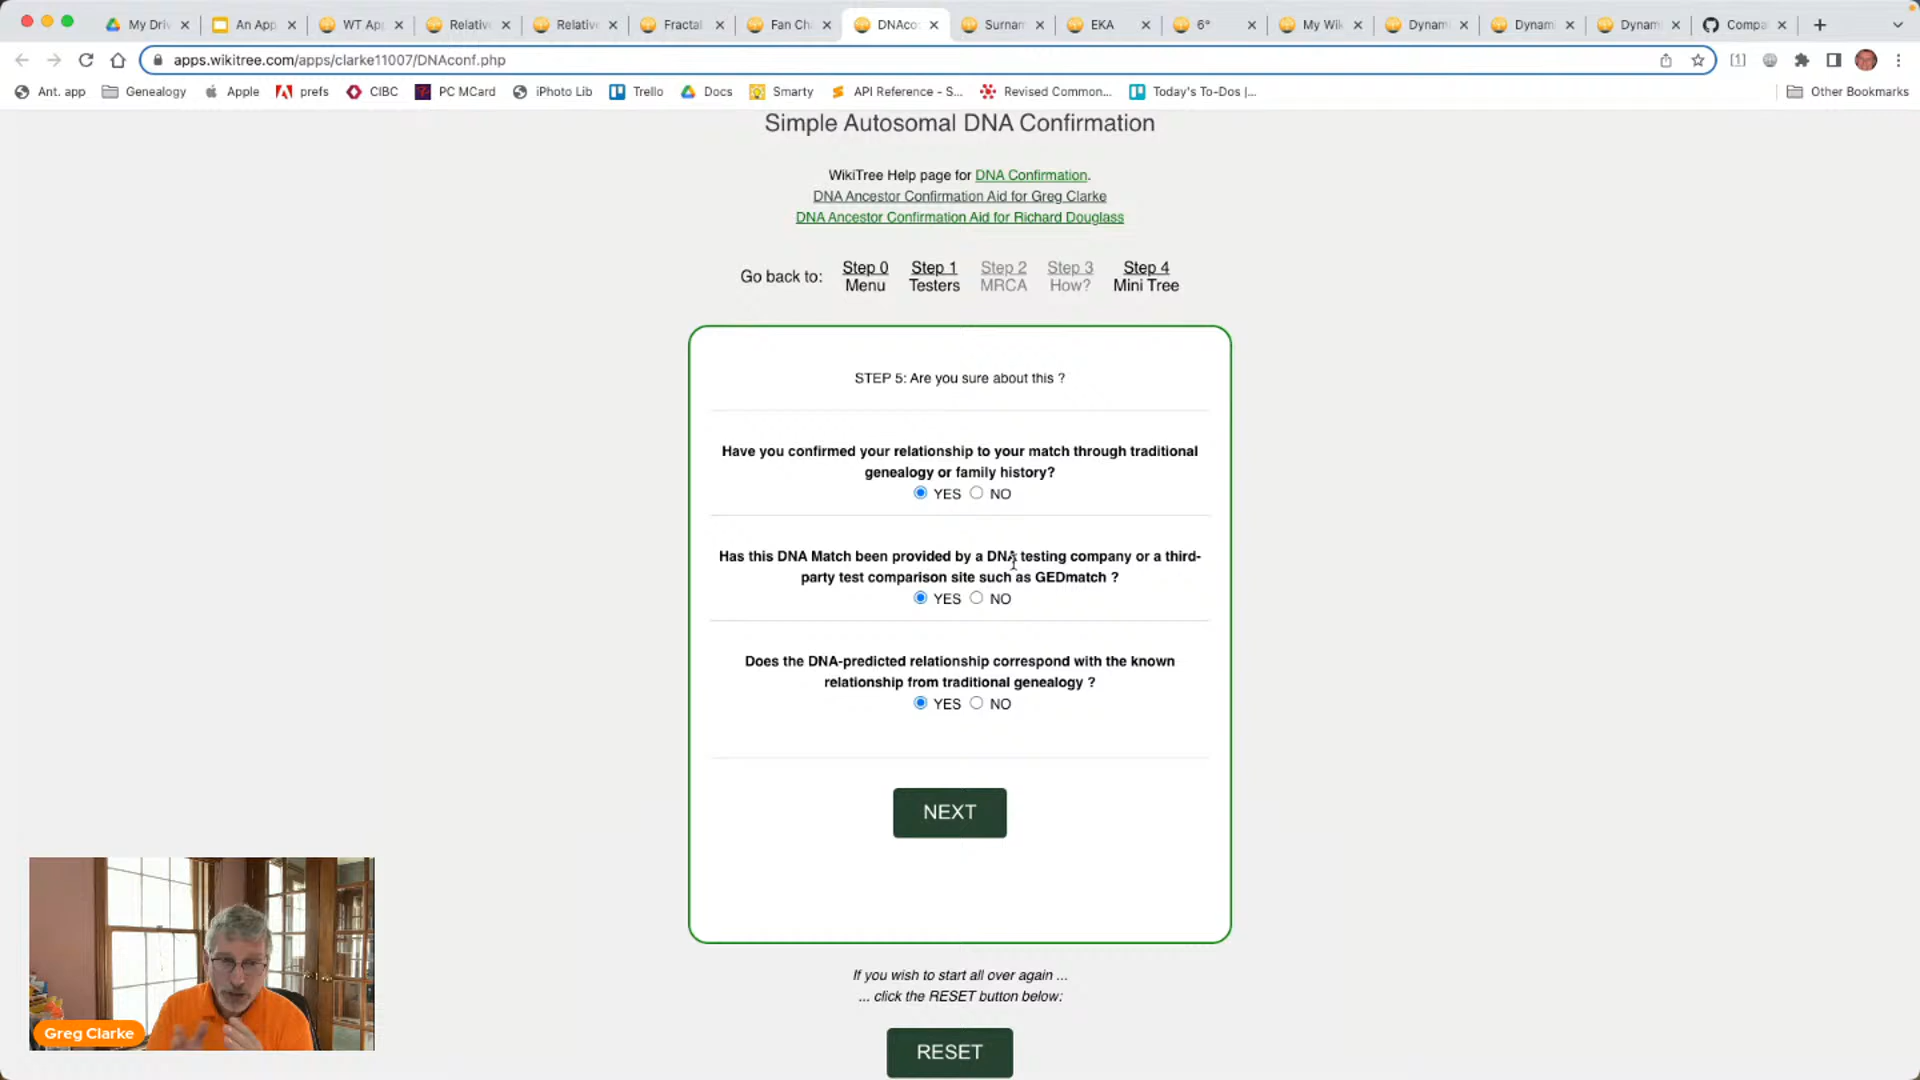 My Driv
An App
WT Ap
Relativ
Relative
Fractal
Fan Ch
DNAco
Surnam
EKA
6°
My Wik
Dynam
Dynam
Dynam
Compa
apps.wikitree.com/apps/clarke11007/DNAconf.php
Ant. app
Genealogy
Apple
prefs
CIBC
PC MCard
iPhoto Lib
Trello
Docs
Smarty
API Reference - S...
Revised Common...
Today's To-Dos |...
Other Bookmarks
Simple Autosomal DNA Confirmation
WikiTree Help page for DNA Confirmation.
DNA Ancestor Confirmation Aid for Greg Clarke
DNA Ancestor Confirmation Aid for Richard Douglass
Go back to:
Step 0 Step 1 Step 2 Step 3 Step 4
Menu Testers MRCA How? Mini Tree
STEP 5: Are you sure about this ?
Have you confirmed your relationship to your match through traditional
genealogy or family history?
YES NO
Has this DNA Match been provided by a DNA testing company or a third-
party test comparison site such as GEDmatch ?
YES NO
Does the DNA-predicted relationship correspond with the known
relationship from traditional genealogy ?
YES NO
NEXT
If you wish to start all over again ...
... click the RESET button below:
RESET
Greg Clarke